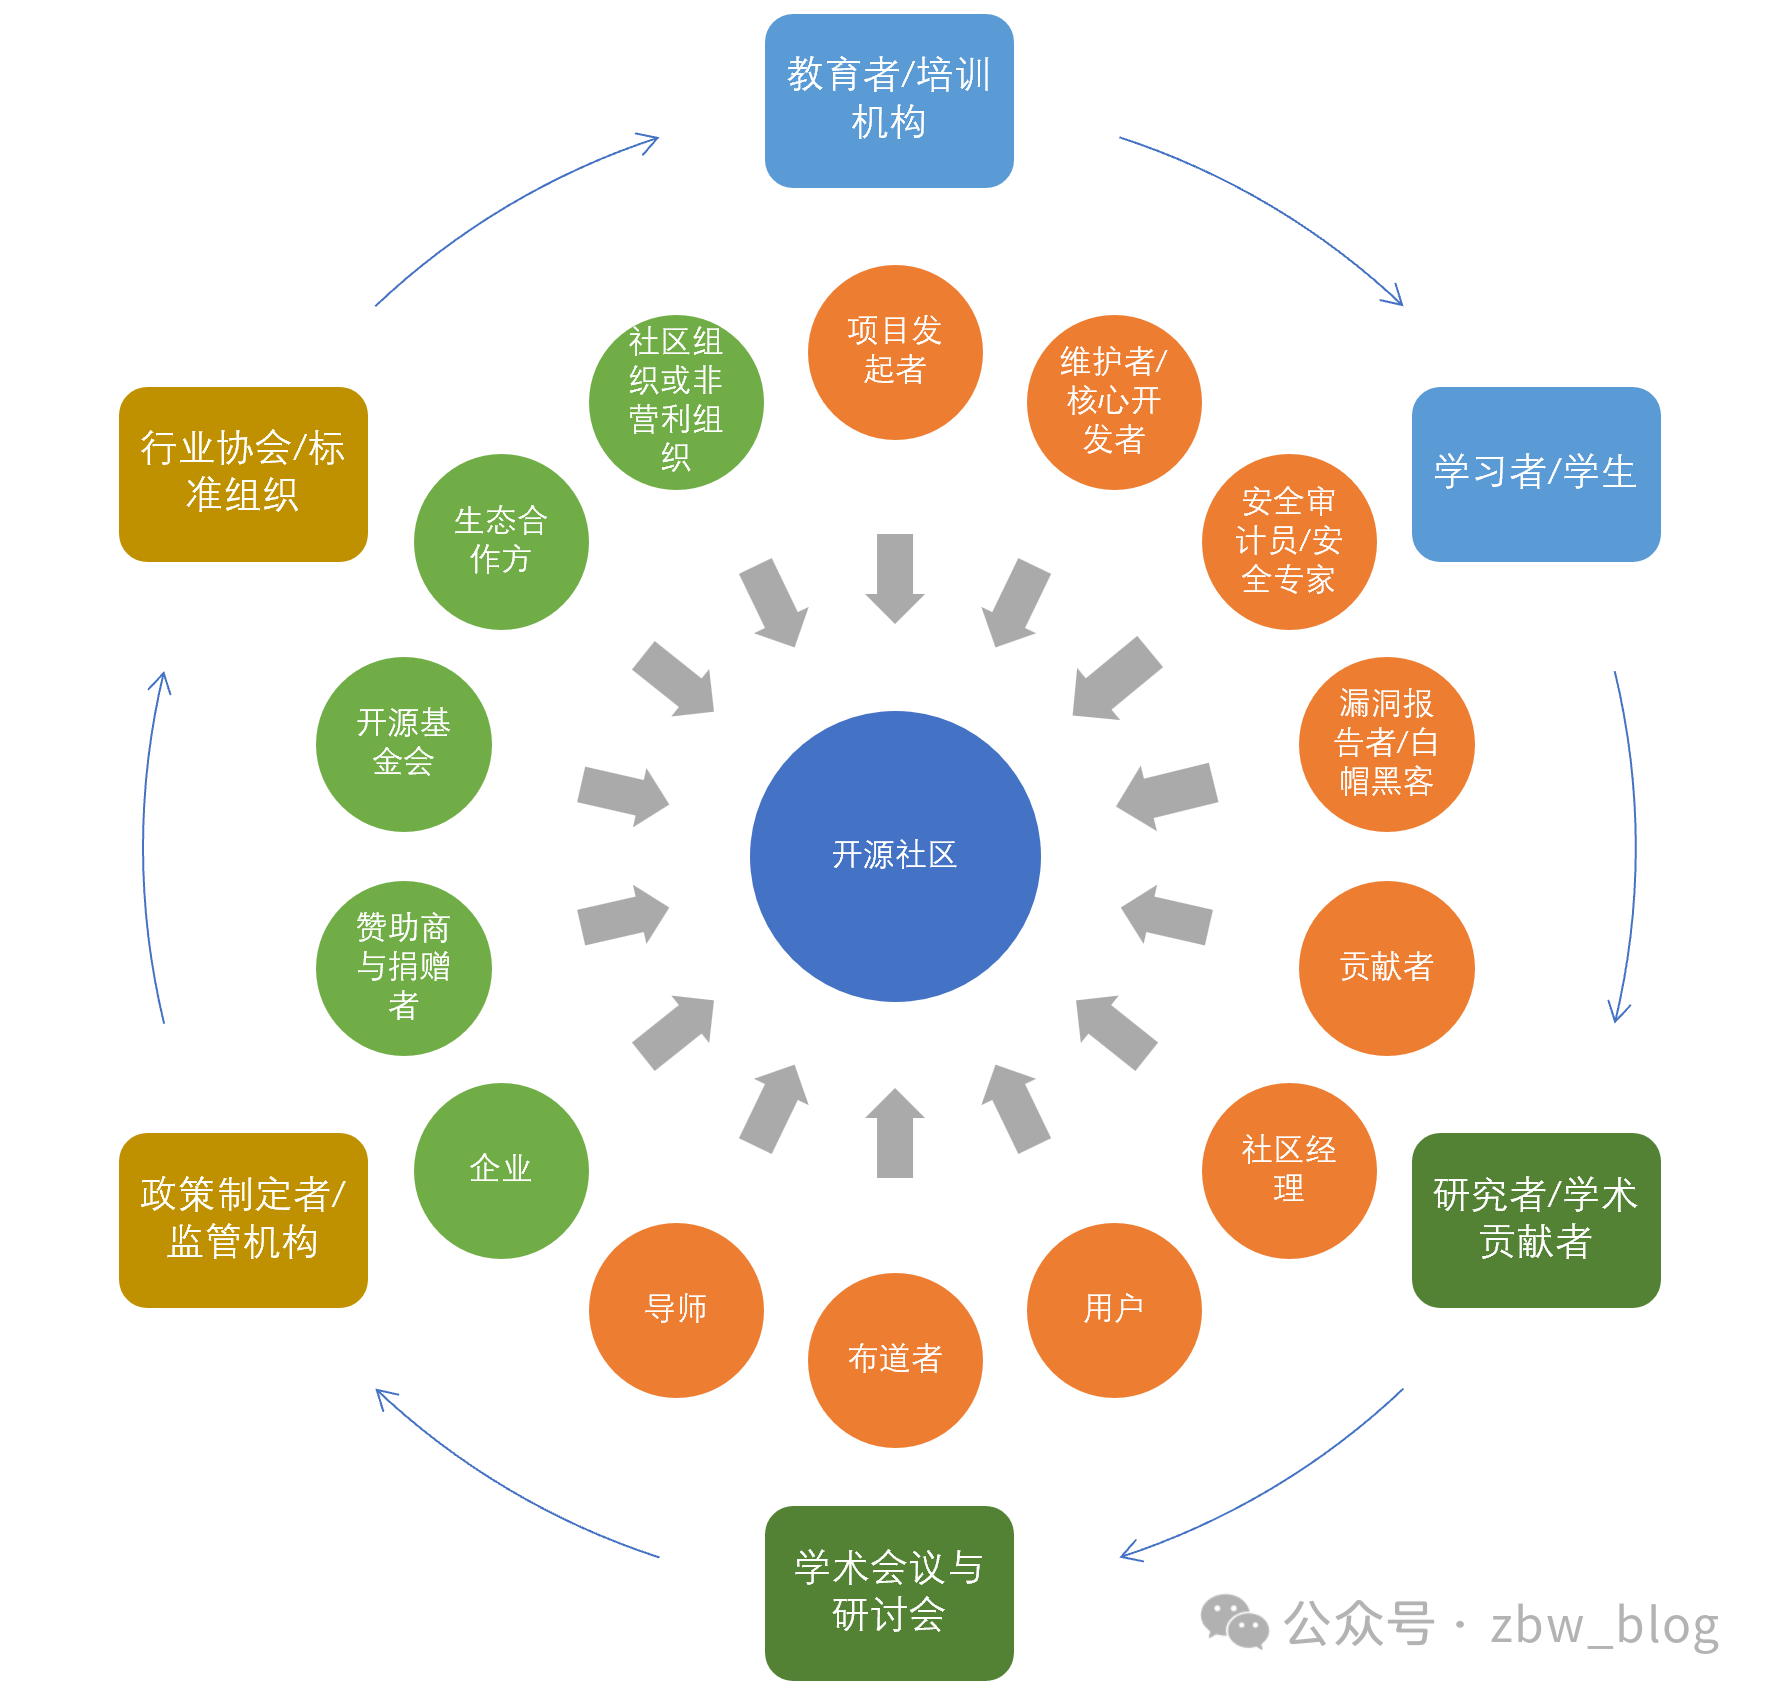 教育者/培训
机构
项目发
起者
社区组
织或非
营利组
织
维护者/
核心开
发者
行业协会/标
准组织
学习者/学生
生态合
作方
安全审
计员/安
全专家
开源基
金会
漏洞报
告者/白
帽黑客
开源社区
赞助商
与捐赠
者
贡献者
企业
社区经
理
政策制定者/
监管机构
研究者/学术
贡献者
导师
用户
布道者
学术会议与
研讨会
公众号 · zbw_blog